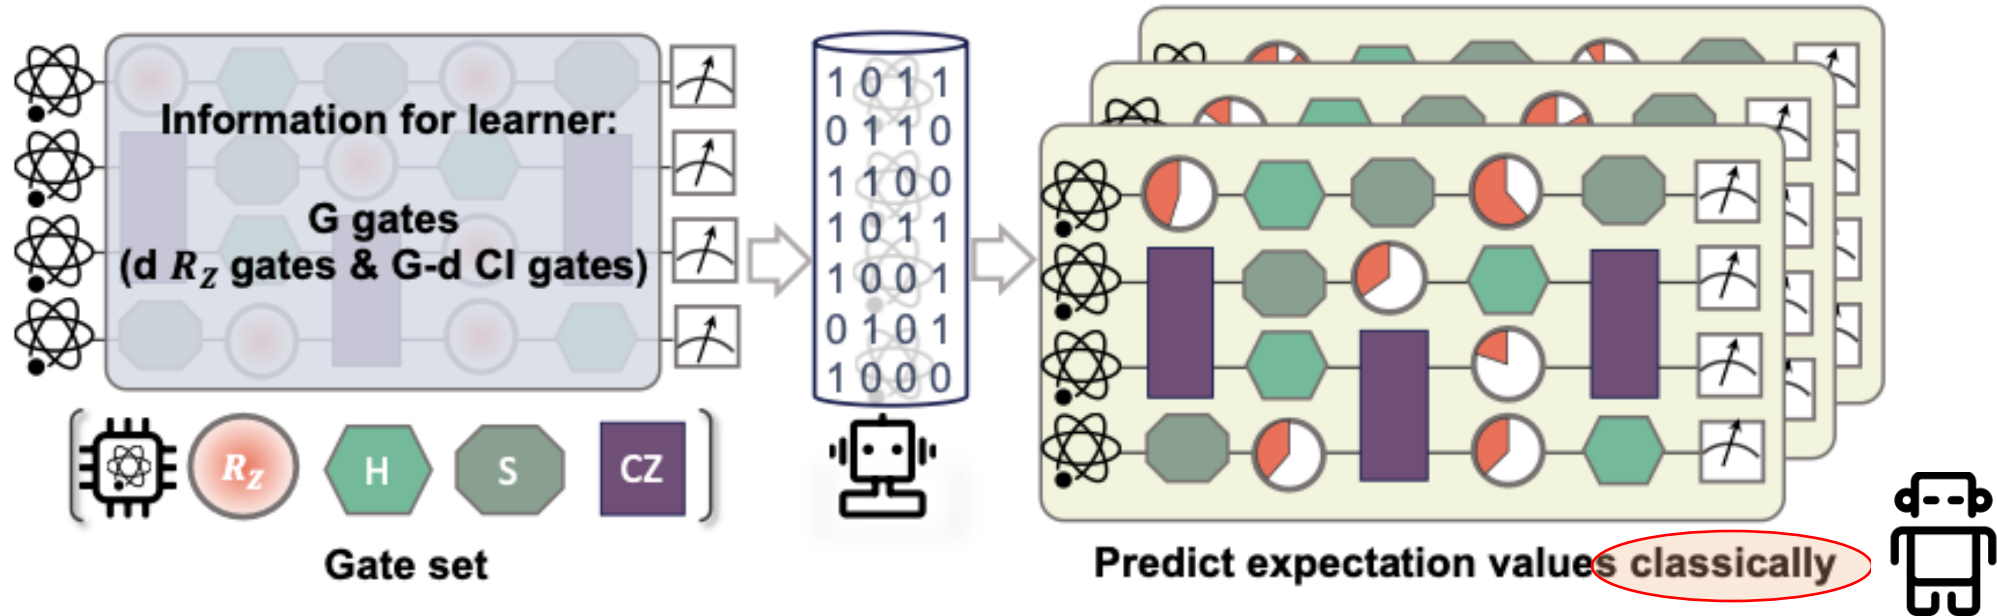 Information for learner:
G gates
(d R_Z gates & G-d Cl gates)
1 0 1 1
0 1 1 0
1 1 0 0
1 0 1 1
1 0 0 1
0 1 0 1
1 0 0 0
R_Z H S CZ
Gate set
Predict expectation values classically